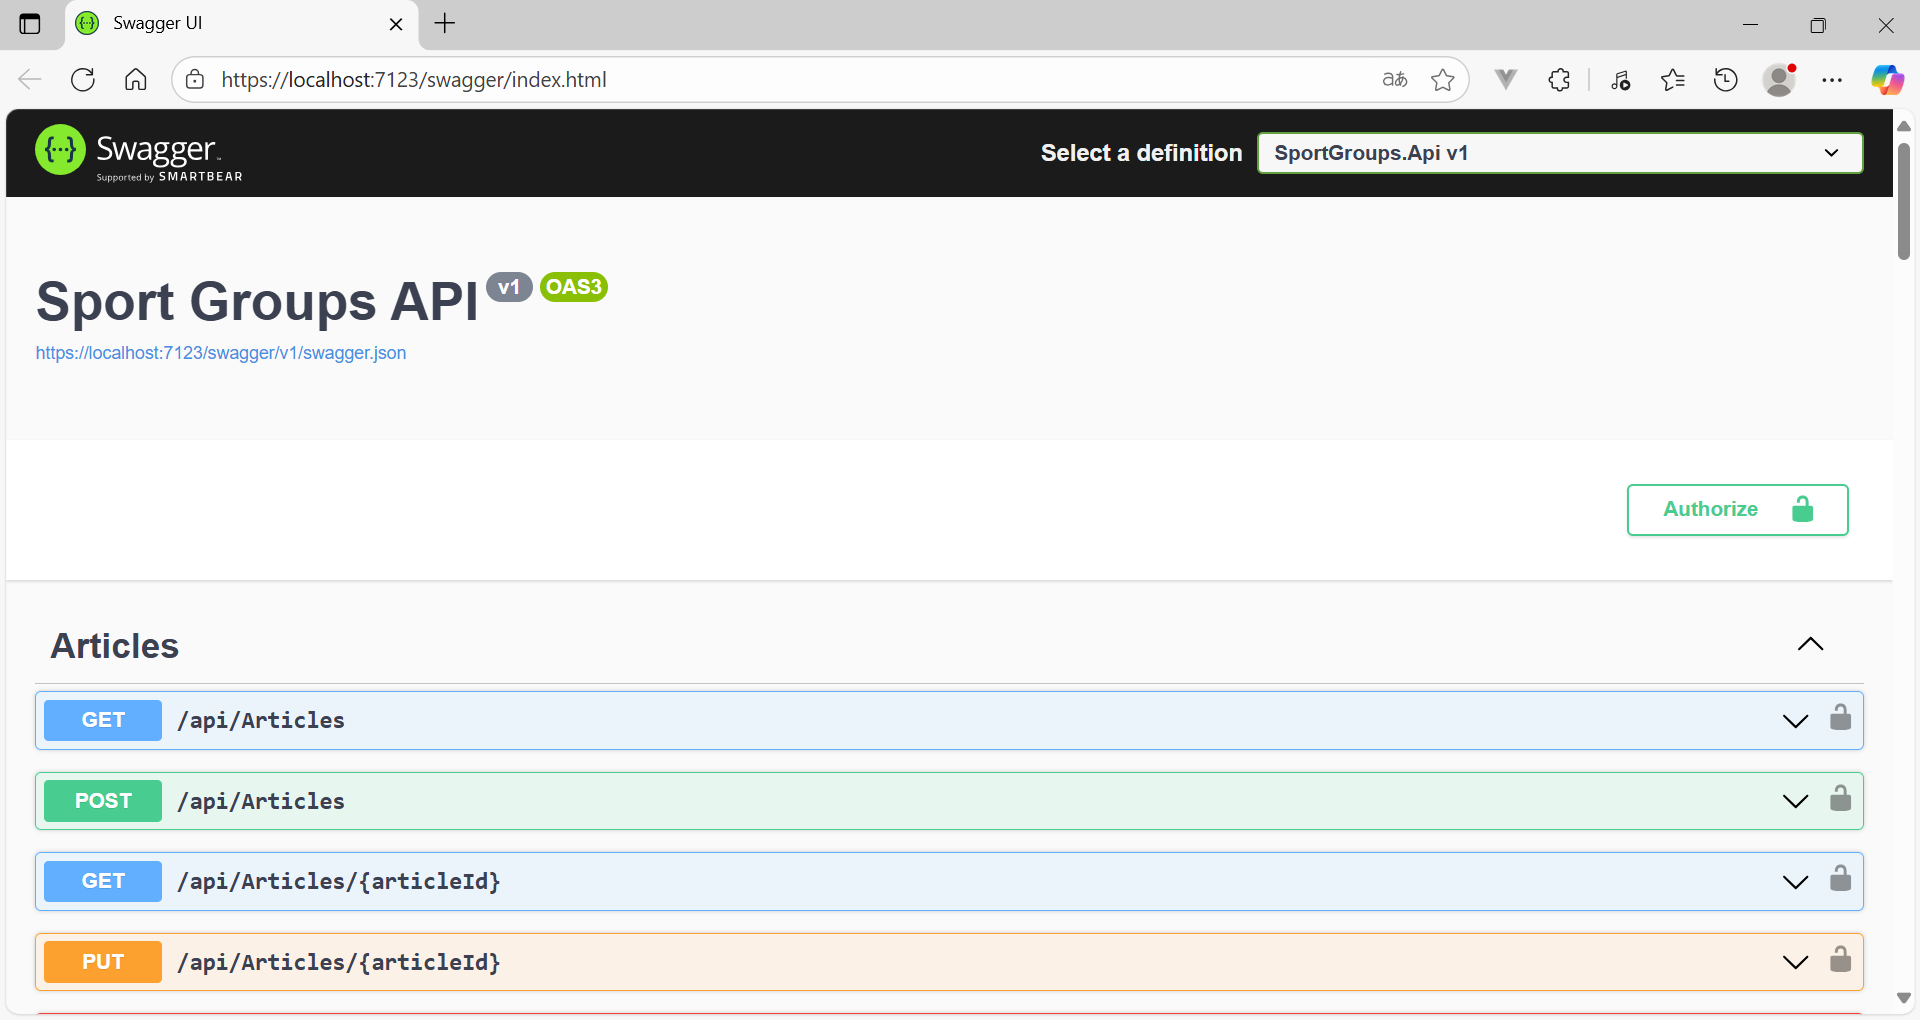 Swagger UI
https://localhost:7123/swagger/index.html
aあ
{···} Swagger
Supported by SMARTBEAR
Select a definition
SportGroups.Api v1
Sport Groups API v1 OAS3
https://localhost:7123/swagger/v1/swagger.json
Authorize
Articles
GET /api/Articles
POST /api/Articles
GET /api/Articles/{articleId}
PUT /api/Articles/{articleId}